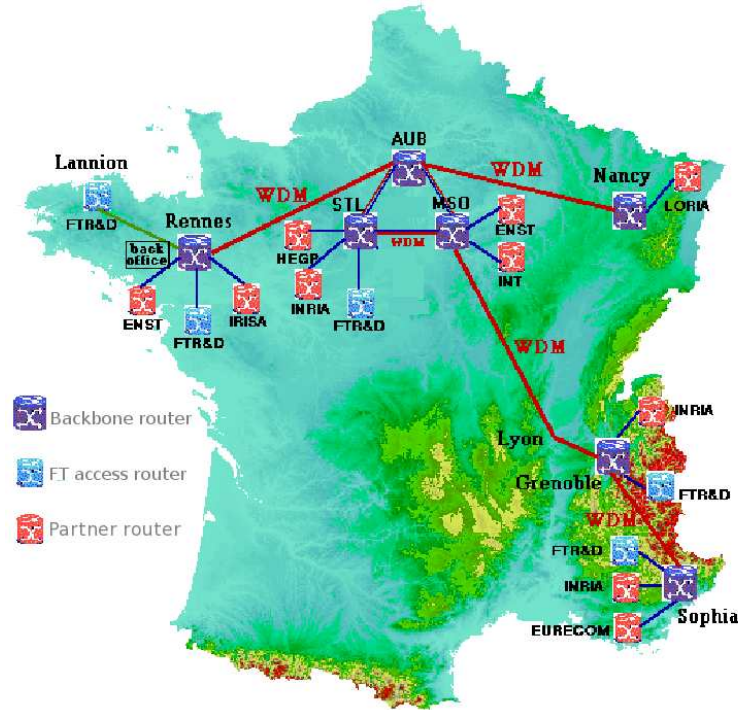 AUB
Lannion
WDM
WDM
Nancy
STL
MSO
Rennes
LORIA
FTR&D
ENST
back
office
WDM
HEGP
INT
INRIA
ENST
FTR&D
IRISA
FTR&D
WDM
Backbone router
INRIA
Lyon
FT access router
Grenoble
FTR&D
WDM
Partner router
FTR&D
INRIA
Sophia
EURECOM